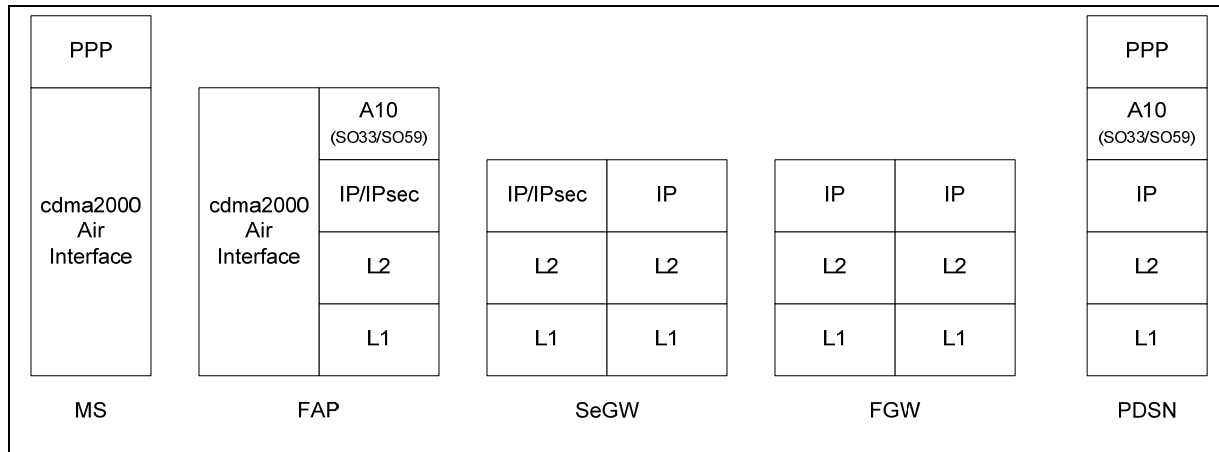 PPP
PPP
A10
(SO33/SO59)
A10
(SO33/SO59)
cdma2000
Air
Interface
cdma2000
Air
Interface
IP/IPsec
IP/IPsec
IP
IP
IP
IP
L2
L2
L2
L2
L2
L2
L1
L1
L1
L1
L1
L1
MS
FAP
SeGW
FGW
PDSN